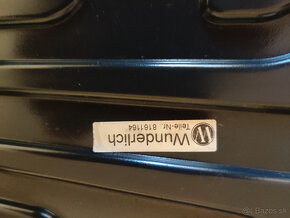 Wunderlich
Teile-Nr. 8161164
© Bazos.sk